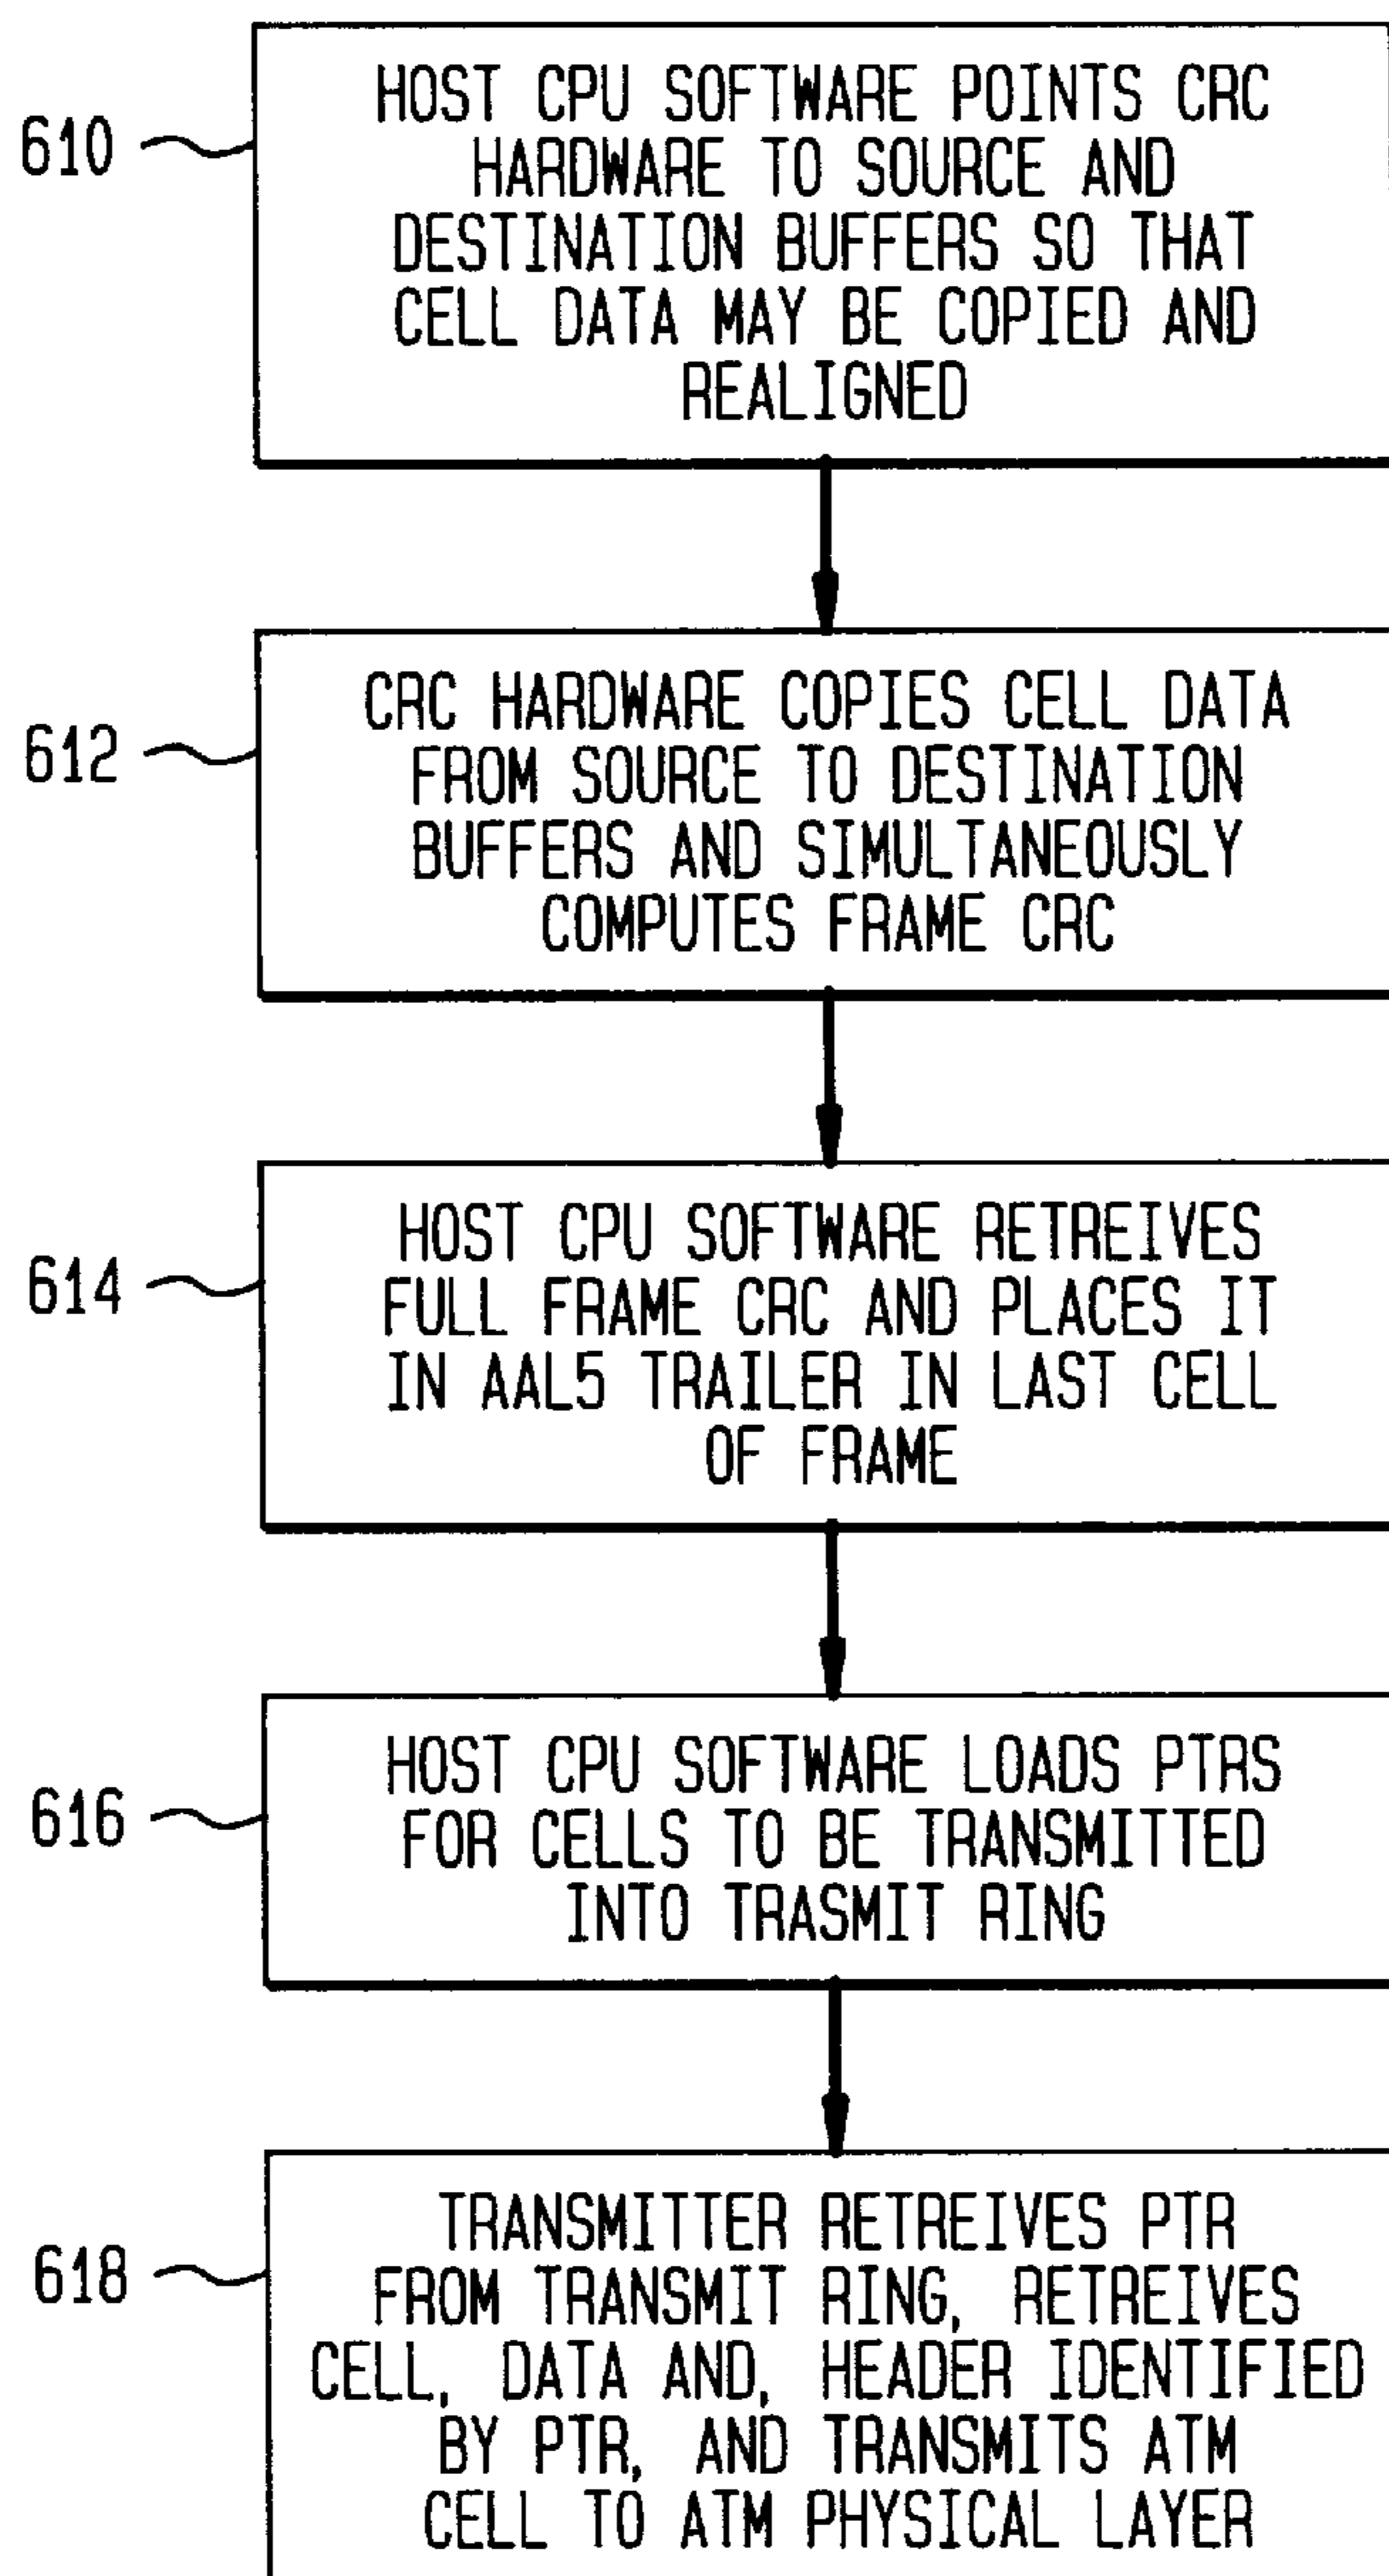 610
HOST CPU SOFTWARE POINTS CRC
HARDWARE TO SOURCE AND
DESTINATION BUFFERS SO THAT
CELL DATA MAY BE COPIED AND
REALIGNED
612
CRC HARDWARE COPIES CELL DATA
FROM SOURCE TO DESTINATION
BUFFERS AND SIMULTANEOUSLY
COMPUTES FRAME CRC
614
HOST CPU SOFTWARE RETREIVES
FULL FRAME CRC AND PLACES IT
IN AAL5 TRAILER IN LAST CELL
OF FRAME
616
HOST CPU SOFTWARE LOADS PTRS
FOR CELLS TO BE TRANSMITTED
INTO TRASMIT RING
618
TRANSMITTER RETREIVES PTR
FROM TRANSMIT RING, RETREIVES
CELL, DATA AND, HEADER IDENTIFIED
BY PTR, AND TRANSMITS ATM
CELL TO ATM PHYSICAL LAYER